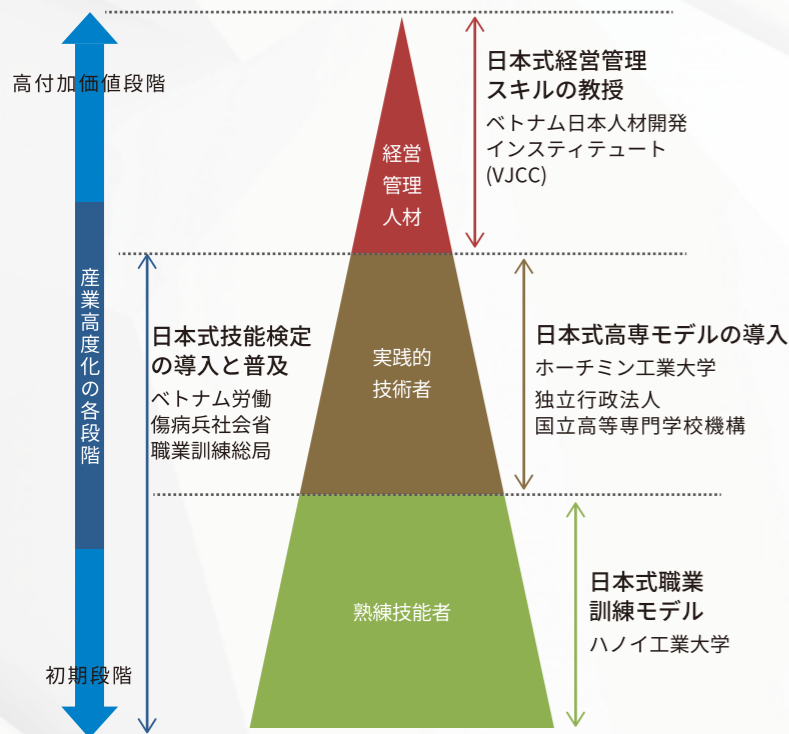 高付加価値段階
産業高度化の各段階
初期段階
日本式技能検定
の導入と普及
ベトナム労働
傷病兵社会省
職業訓練総局
経営
管理
人材
実践的
技術者
熟練技能者
日本式経営管理
スキルの教授
ベトナム日本人材開発
インスティテュート
(VJCC)
日本式高専モデルの導入
ホーチミン工業大学
独立行政法人
国立高等専門学校機構
日本式職業
訓練モデル
ハノイ工業大学